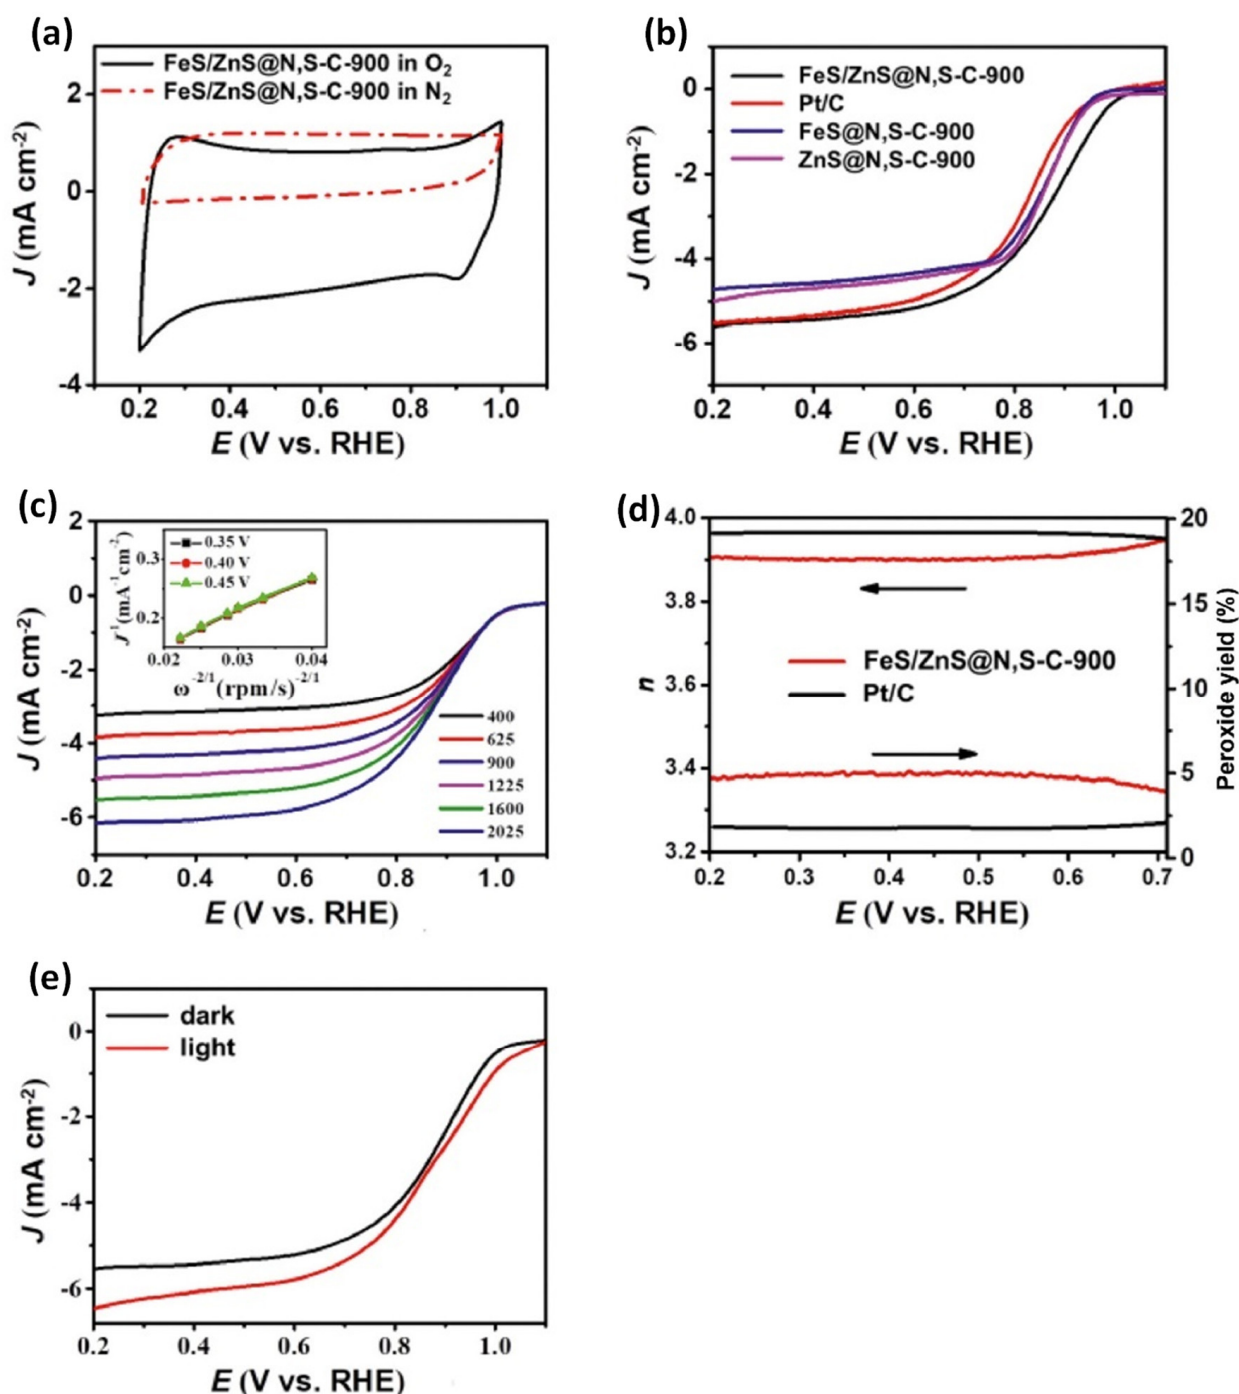 (a)
FeS/ZnS@N,S-C-900 in O2
FeS/ZnS@N,S-C-900 in N2
2
0
-2
-4
J (mA cm-2)
0.2 0.4 0.6 0.8 1.0
E (V vs. RHE)
(b)
FeS/ZnS@N,S-C-900
Pt/C
FeS@N,S-C-900
ZnS@N,S-C-900
0
-2
-4
-6
J (mA cm-2)
0.2 0.4 0.6 0.8 1.0
E (V vs. RHE)
(c)
2
0
-2
-4
-6
J (mA cm-2)
0.35 V
0.40 V
0.45 V
0.3
0.2
J-1(mA-1cm-2)
0.02 0.03 0.04
ω-2/1(rpm/s)-2/1
400
625
900
1225
1600
2025
0.2 0.4 0.6 0.8 1.0
E (V vs. RHE)
(d)
4.0
3.8
3.6
3.4
3.2
n
FeS/ZnS@N,S-C-900
Pt/C
20
15
10
5
0
Peroxide yield (%)
0.2 0.3 0.4 0.5 0.6 0.7
E (V vs. RHE)
(e)
dark
light
0
-2
-4
-6
J (mA cm-2)
0.2 0.4 0.6 0.8 1.0
E (V vs. RHE)